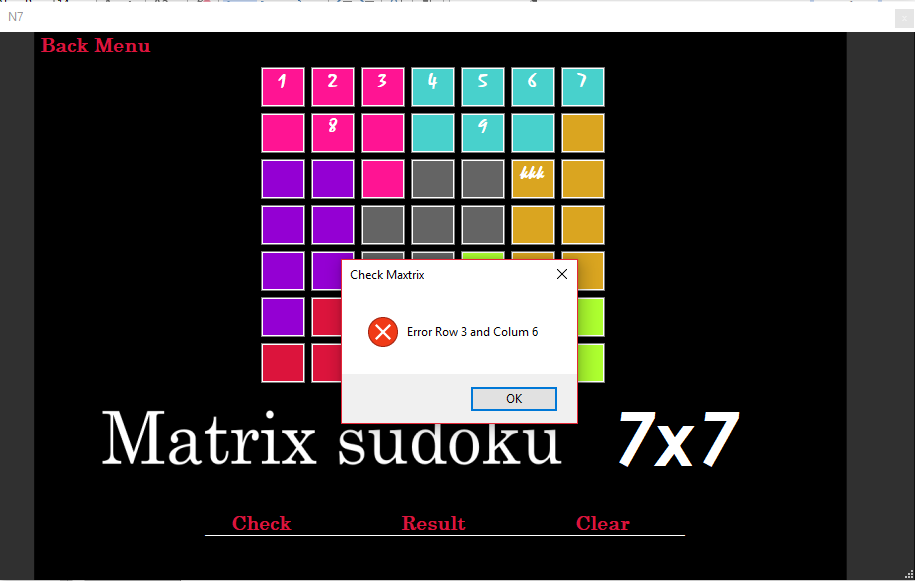 N7
Back Menu
1 2 3 4 5 6 7
8 9
kkk
Check Maxtrix
Error Row 3 and Colum 6
OK
Matrix sudoku 7x7
Check Result Clear